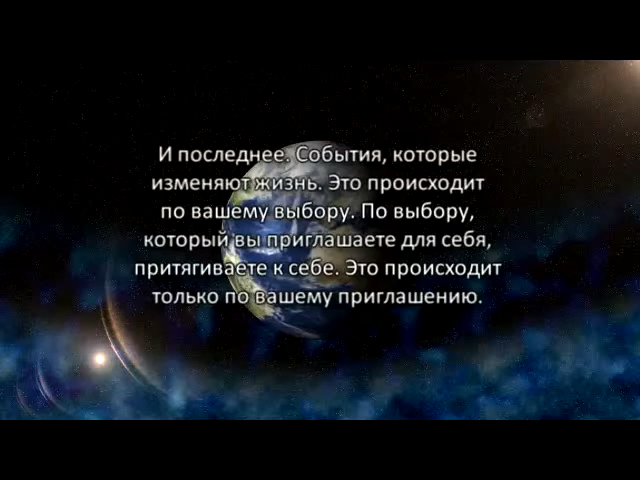 И последнее. События, которые
изменяют жизнь. Это происходит
по вашему выбору. По выбору,
который вы приглашаете для себя,
притягиваете к себе. Это происходит
только по вашему приглашению.